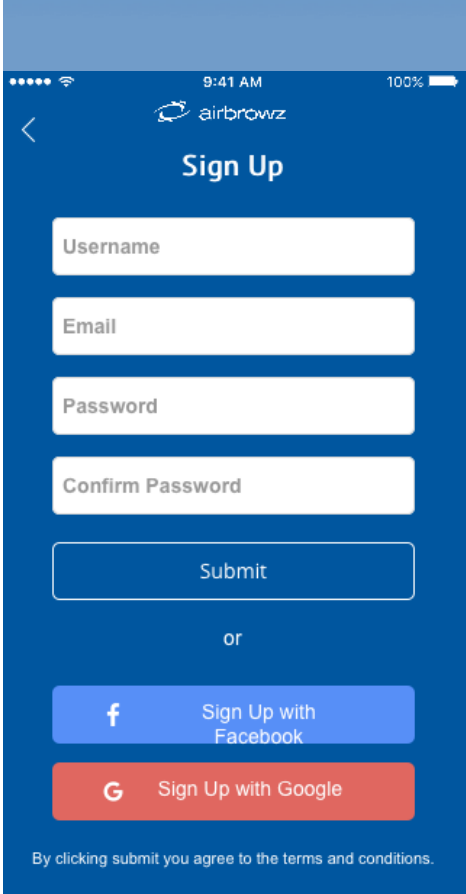 9:41 AM
100%
airbrowz
Sign Up
Username
Email
Password
Confirm Password
Submit
or
f
Sign Up with
Facebook
G
Sign Up with Google
By clicking submit you agree to the terms and conditions.